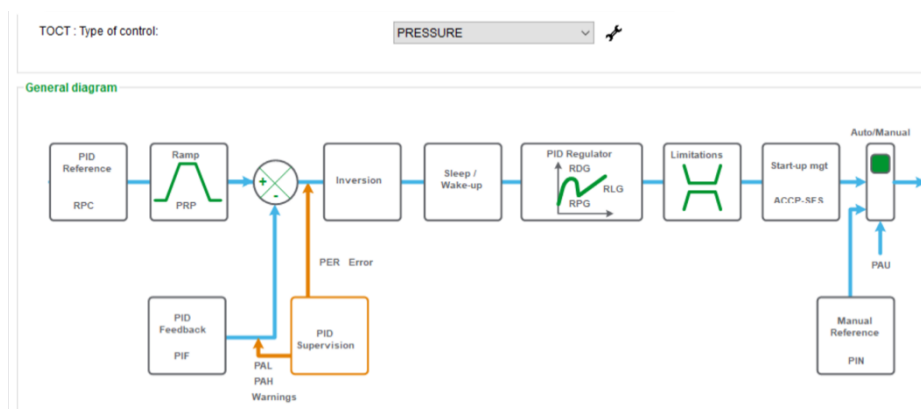 TOCT : Type of control:
PRESSURE
General diagram
PID
Reference
RPC
Ramp
PRP
+
-
Inversion
Sleep /
Wake-up
PID Regulator
RDG
RLG
RPG
Limitations
Start-up mgt
ACCP-SFS
Auto/Manual
PER Error
PAU
PID
Feedback
PIF
PID
Supervision
PAL
PAH
Warnings
Manual
Reference
PIN